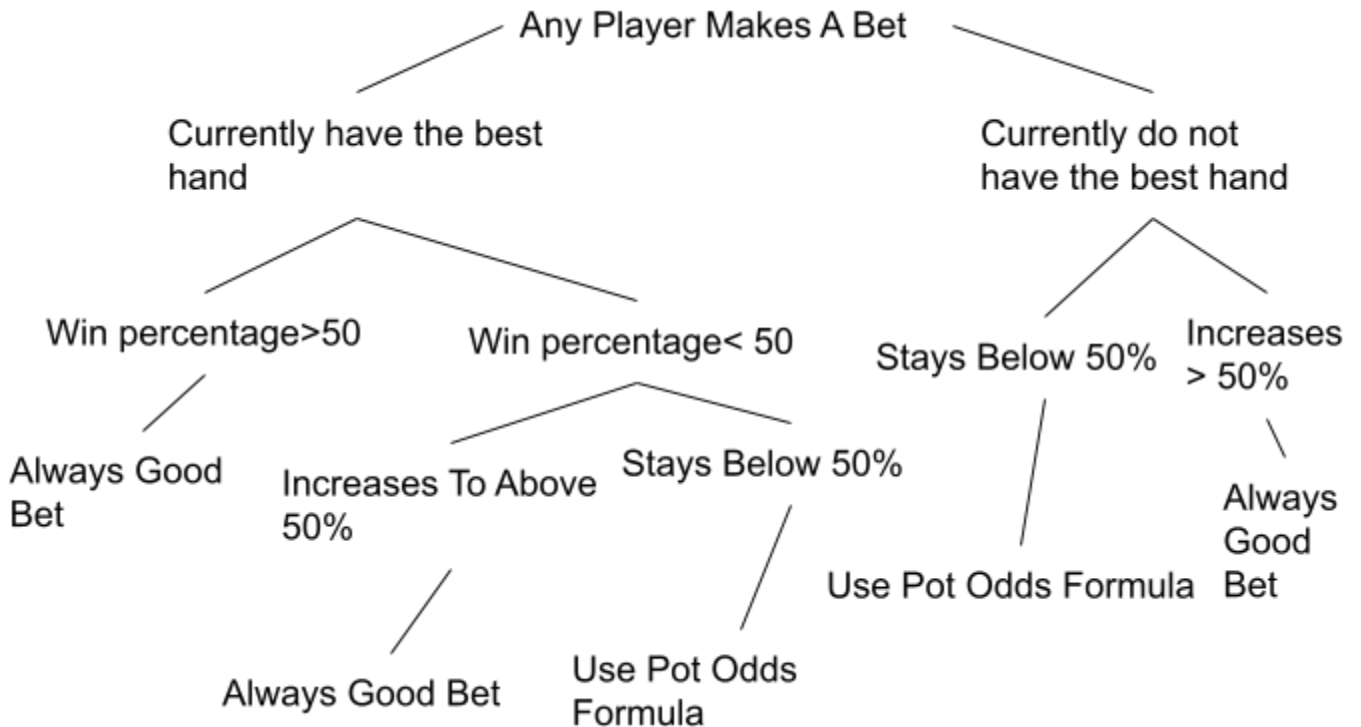 Any Player Makes A Bet
Currently have the best
hand
Currently do not
have the best hand
Win percentage>50
Win percentage< 50
Stays Below 50%
Increases
> 50%
Always Good
Bet
Increases To Above
50%
Stays Below 50%
Always
Good
Bet
Use Pot Odds Formula
Always Good Bet
Use Pot Odds
Formula